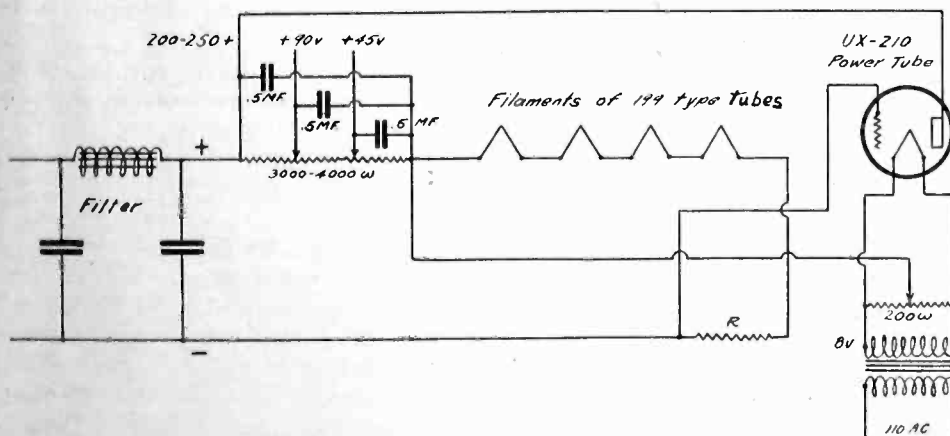 200-250+
+90v
+45v
UX-210
Power Tube
.5MF.
.5MF.
.5 MF
Filaments of 199 type Tubes
+
3000-4000 ω
Filter
R
200ω
8v
-
110 AC